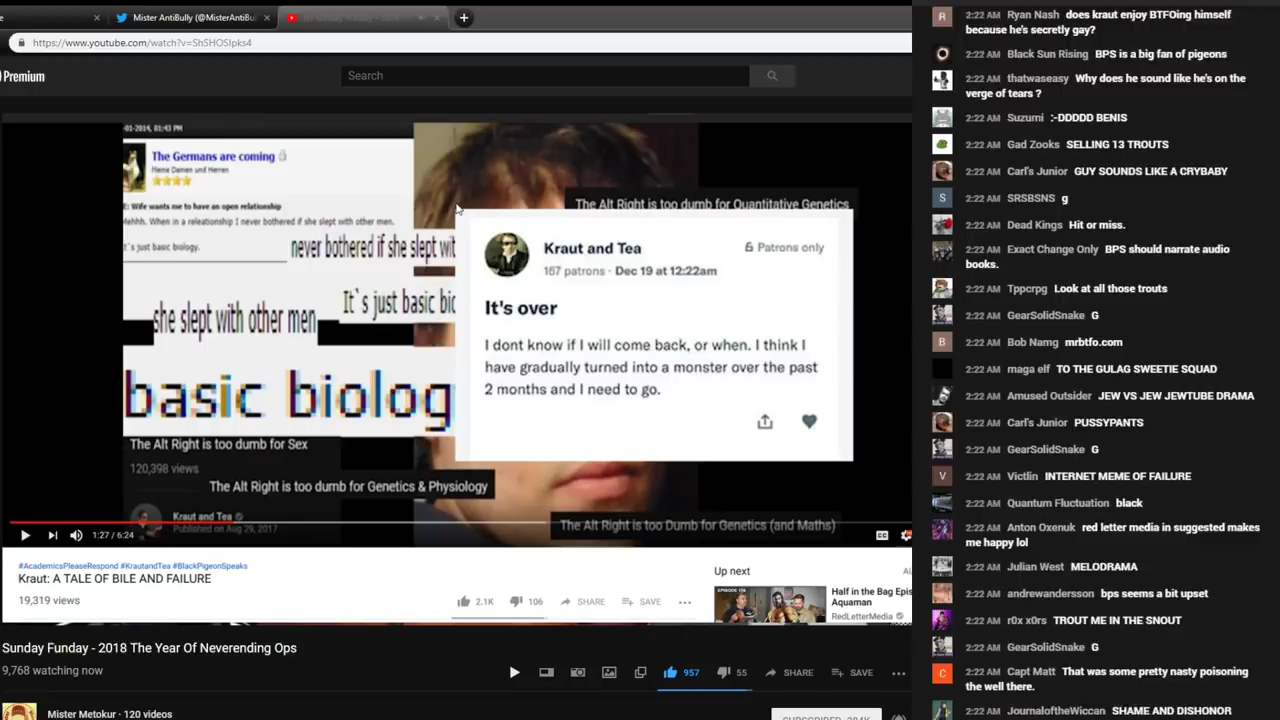 Mister AntiBully (@MisterAntiBul
https://www.youtube.com/watch?v=ShSHOSIpks4
Premium
Search
-01-2014, 01:43 PM
The Germans are coming
Meine Damen und Herren
E: Wife wants me to have an open relationship
Mehhh. When in a relationship I never bothered if she slept with other men.
It`s just basic biology.
never bothered if she slept wit
It`s just basic bio
she slept with other men
basic biolog
The Alt Right is too dumb for Sex
120,398 views
The Alt Right is too dumb for Genetics & Physiology
Kraut and Tea
Published on Aug 29, 2017
The Alt Right is too dumb for Quantitative Genetics
Kraut and Tea
Patrons only
167 patrons · Dec 19 at 12:22am
It's over
I dont know if I will come back, or when. I think I
have gradually turned into a monster over the past
2 months and I need to go.
The Alt Right is too Dumb for Genetics (and Maths)
1:27 / 6:24
CC
#AcademicsPleaseRespond #KrautandTea #BlackPigeonSpeaks
Kraut: A TALE OF BILE AND FAILURE
19,319 views
2.1K
106
SHARE
SAVE
Up next
EPISODE
Half in the Bag Epis
Aquaman
RedLetterMedia
Sunday Funday - 2018 The Year Of Neverending Ops
9,768 watching now
957
55
SHARE
SAVE
Mister Metokur · 120 videos
R
2:22 AM Ryan Nash does kraut enjoy BTFOing himself
because he's secretly gay?
2:22 AM Black Sun Rising BPS is a big fan of pigeons
2:22 AM thatwaseasy Why does he sound like he's on the
verge of tears ?
2:22 AM Suzumi :-DDDDD BENIS
2:22 AM Gad Zooks SELLING 13 TROUTS
2:22 AM Carl's Junior GUY SOUNDS LIKE A CRYBABY
S
2:22 AM SRSBSNS g
2:22 AM Dead Kings Hit or miss.
2:22 AM Exact Change Only BPS should narrate audio
books.
2:22 AM Tppcrpg Look at all those trouts
2:22 AM GearSolidSnake G
B
2:22 AM Bob Namg mrbtfo.com
2:22 AM maga elf TO THE GULAG SWEETIE SQUAD
2:22 AM Amused Outsider JEW VS JEW JEWTUBE DRAMA
2:22 AM Carl's Junior PUSSYPANTS
2:22 AM GearSolidSnake G
V
2:22 AM Victlin INTERNET MEME OF FAILURE
2:22 AM Quantum Fluctuation black
2:22 AM Anton Oxenuk red letter media in suggested makes
me happy lol
2:22 AM Julian West MELODRAMA
2:22 AM andrewandersson bps seems a bit upset
2:22 AM r0x x0rs TROUT ME IN THE SNOUT
2:22 AM GearSolidSnake G
C
2:22 AM Capt Matt That was some pretty nasty poisoning
the well there.
2:22 AM JournaloftheWiccan SHAME AND DISHONOR